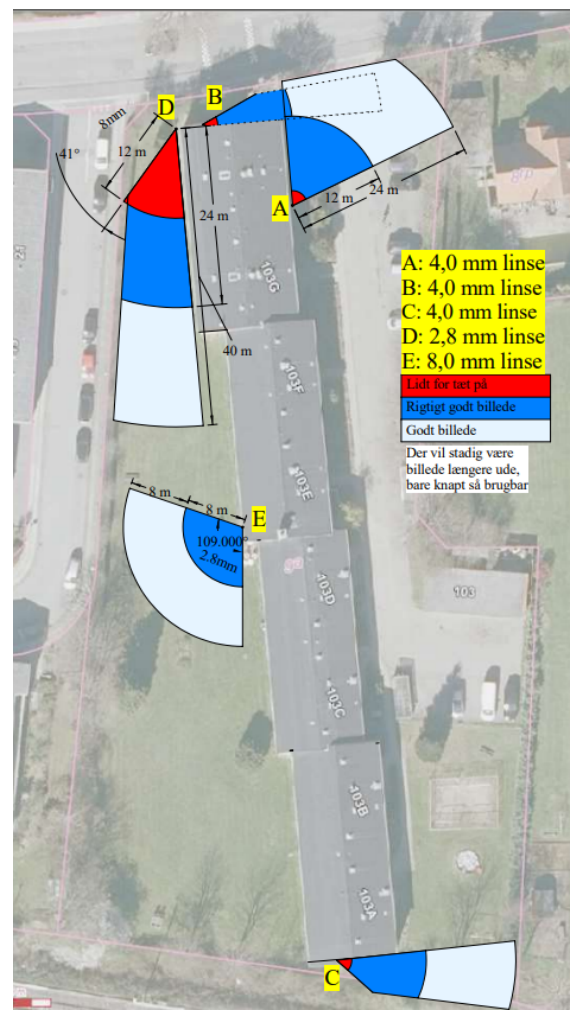 B
D
8mm
12 m
41°
24 m
A
12 m
24 m
103G
40 m
A: 4,0 mm linse
B: 4,0 mm linse
C: 4,0 mm linse
D: 2,8 mm linse
E: 8,0 mm linse
Lidt for tæt på
Rigtigt godt billede
Godt billede
Der vil stadig være
billede længere ude,
bare knapt så brugbar
103F
103E
8 m
8 m
E
109.000°
2.8mm
103D
103
103C
103B
103A
C